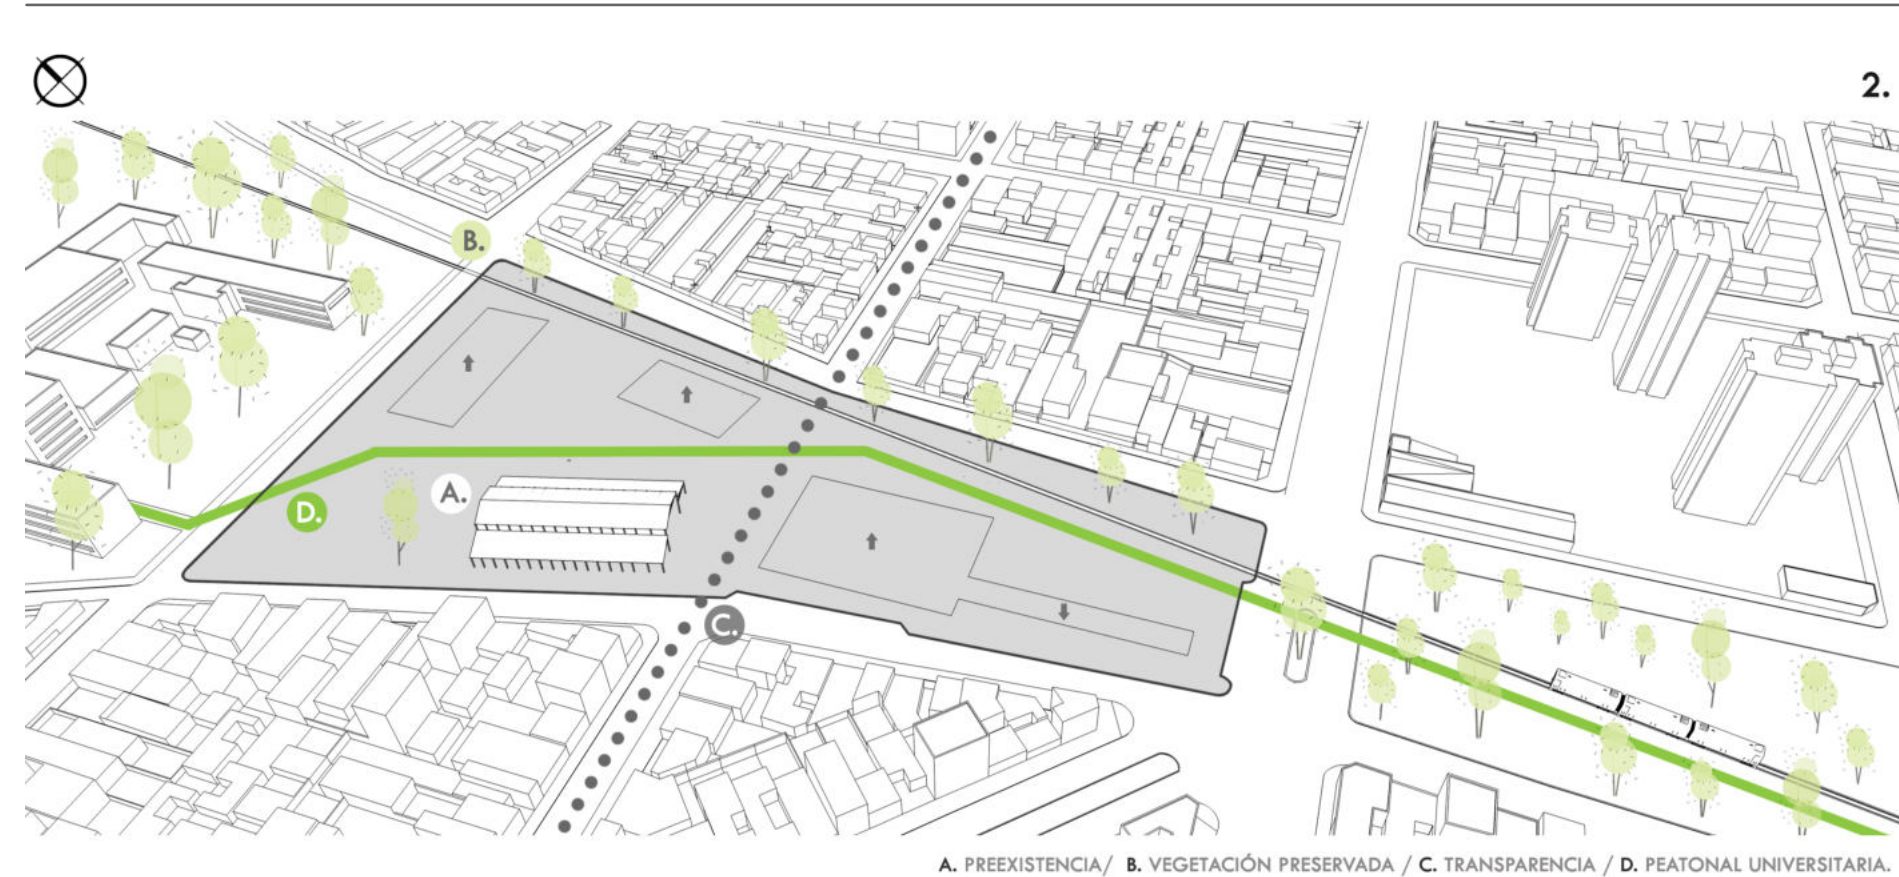 2.
B.
A.
D.
C.
A. PREEXISTENCIA/ B. VEGETACIÓN PRESERVADA / C. TRANSPARENCIA / D. PEATONAL UNIVERSITARIA.